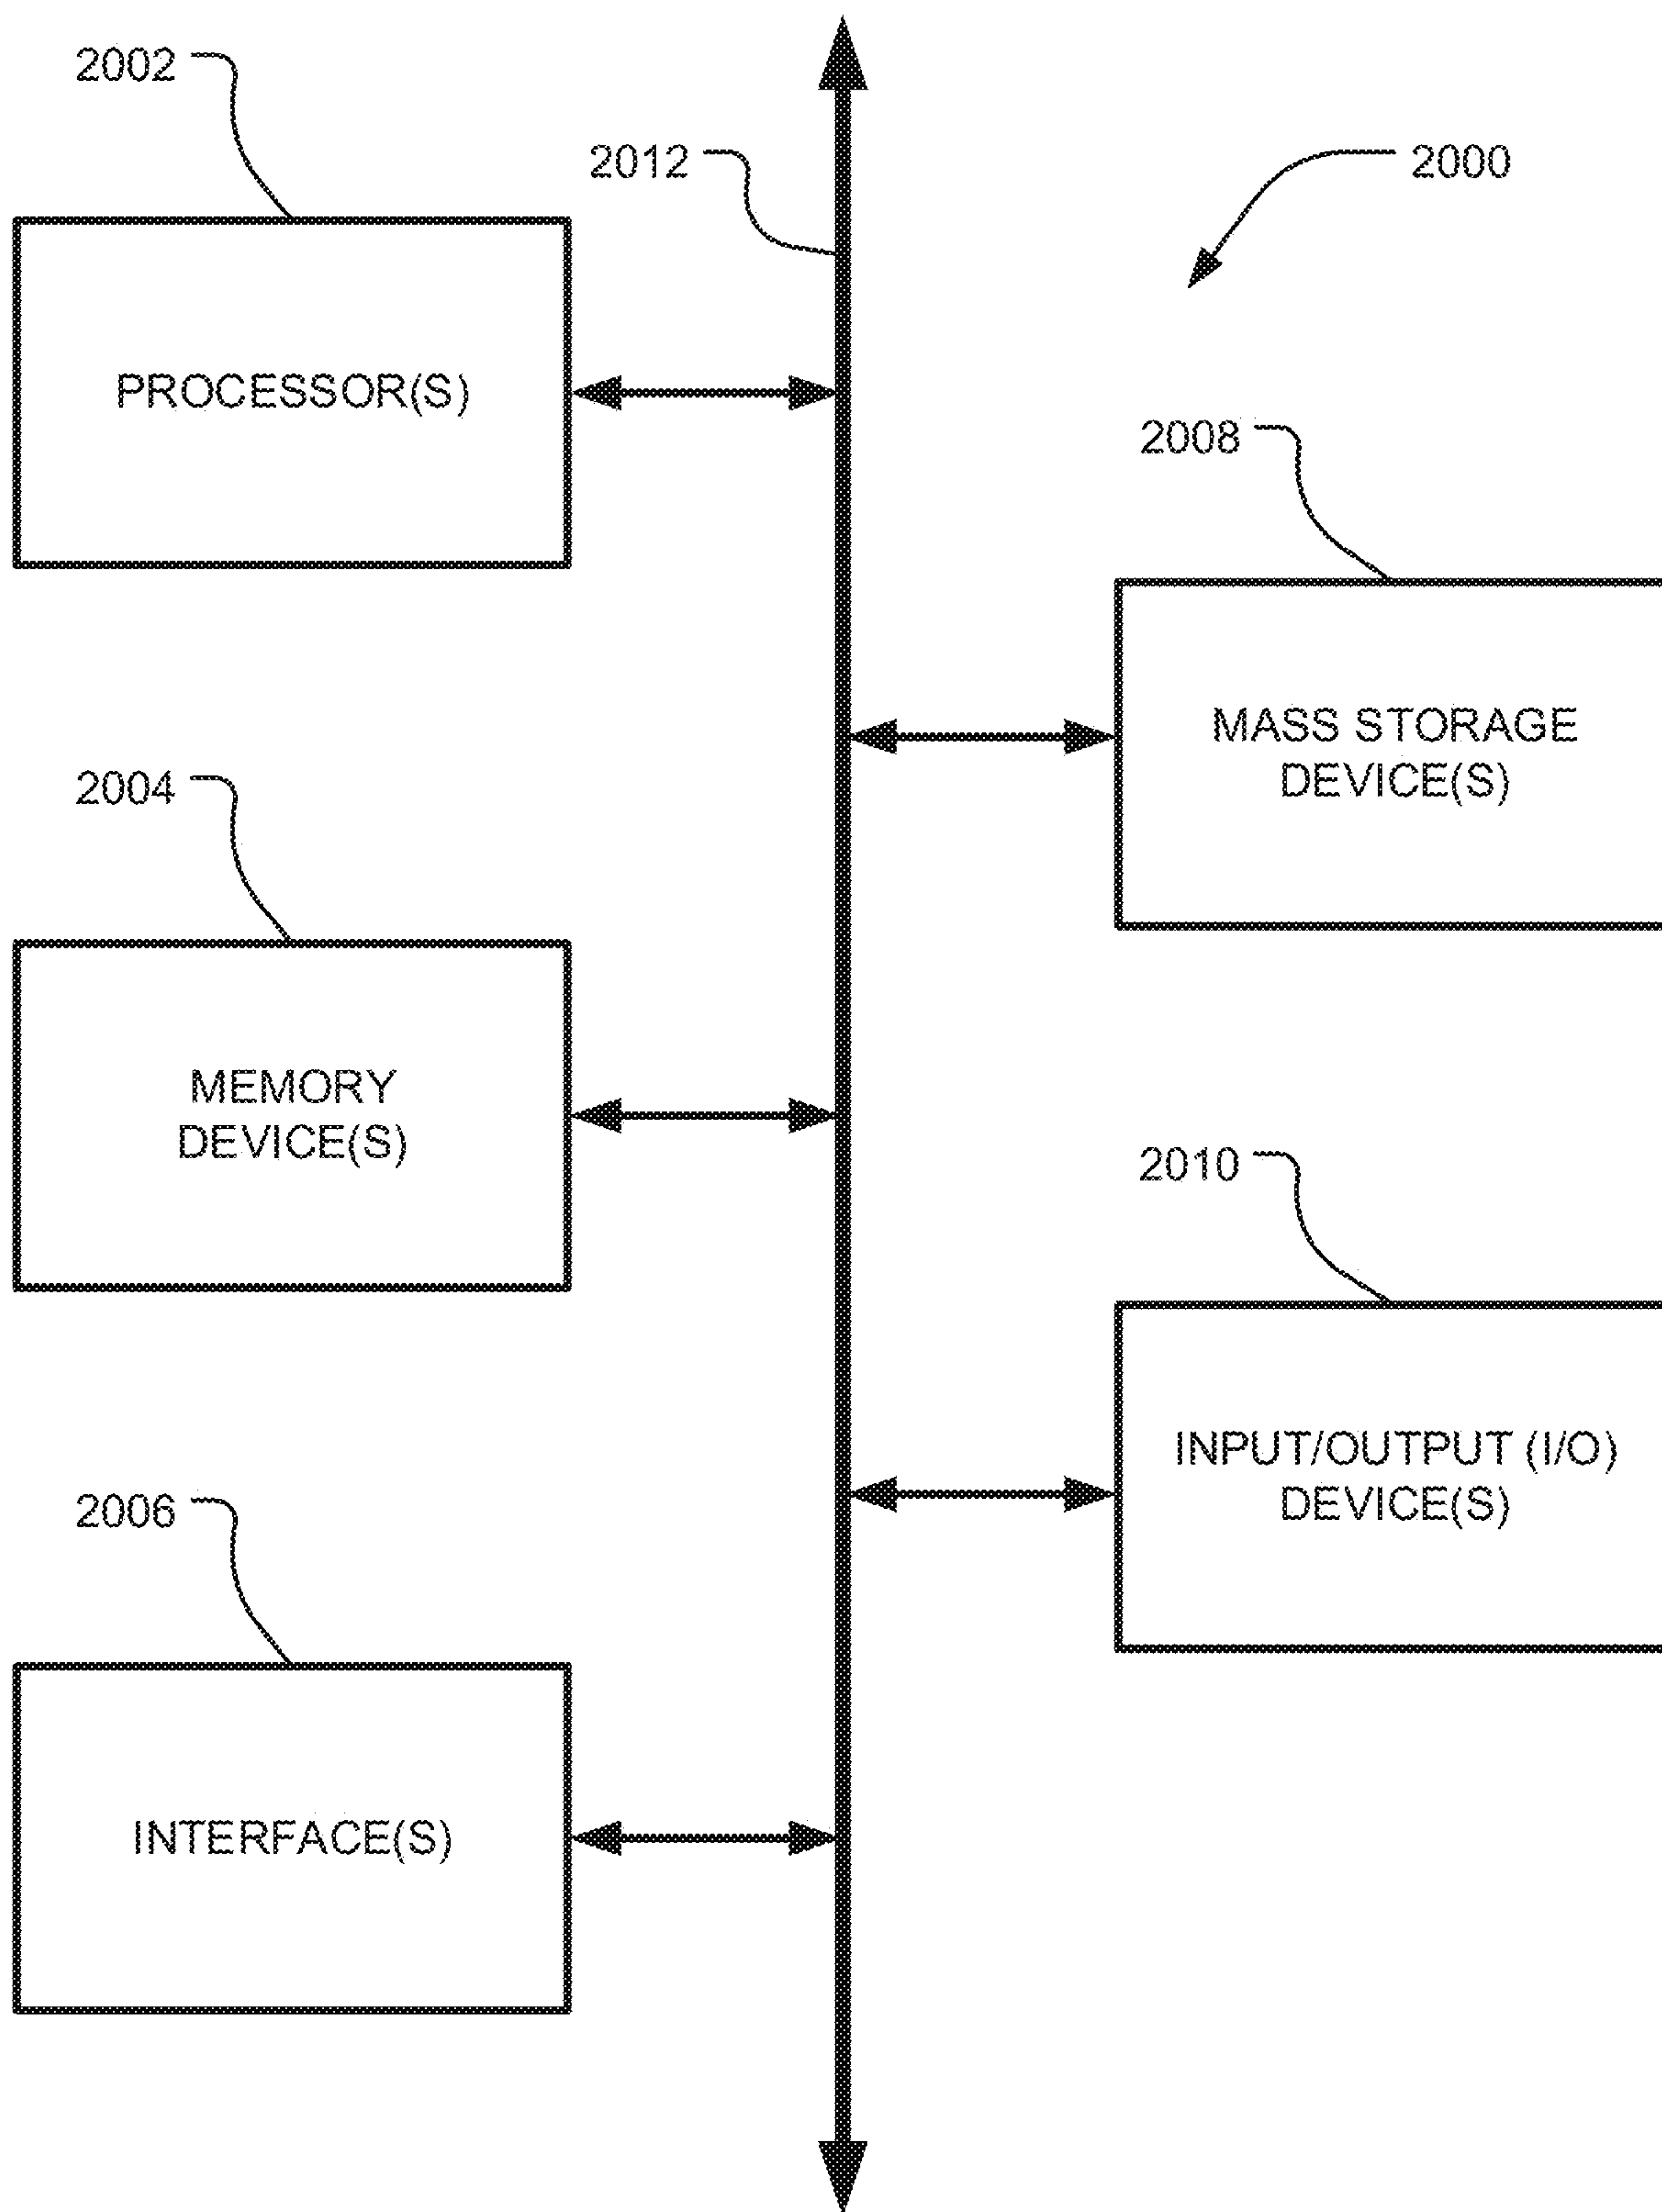 2002
2012
2000
PROCESSOR(S)
2008
MASS STORAGE
DEVICE(S)
2004
MEMORY
DEVICE(S)
2010
INPUT/OUTPUT (I/O)
DEVICE(S)
2006
INTERFACE(S)